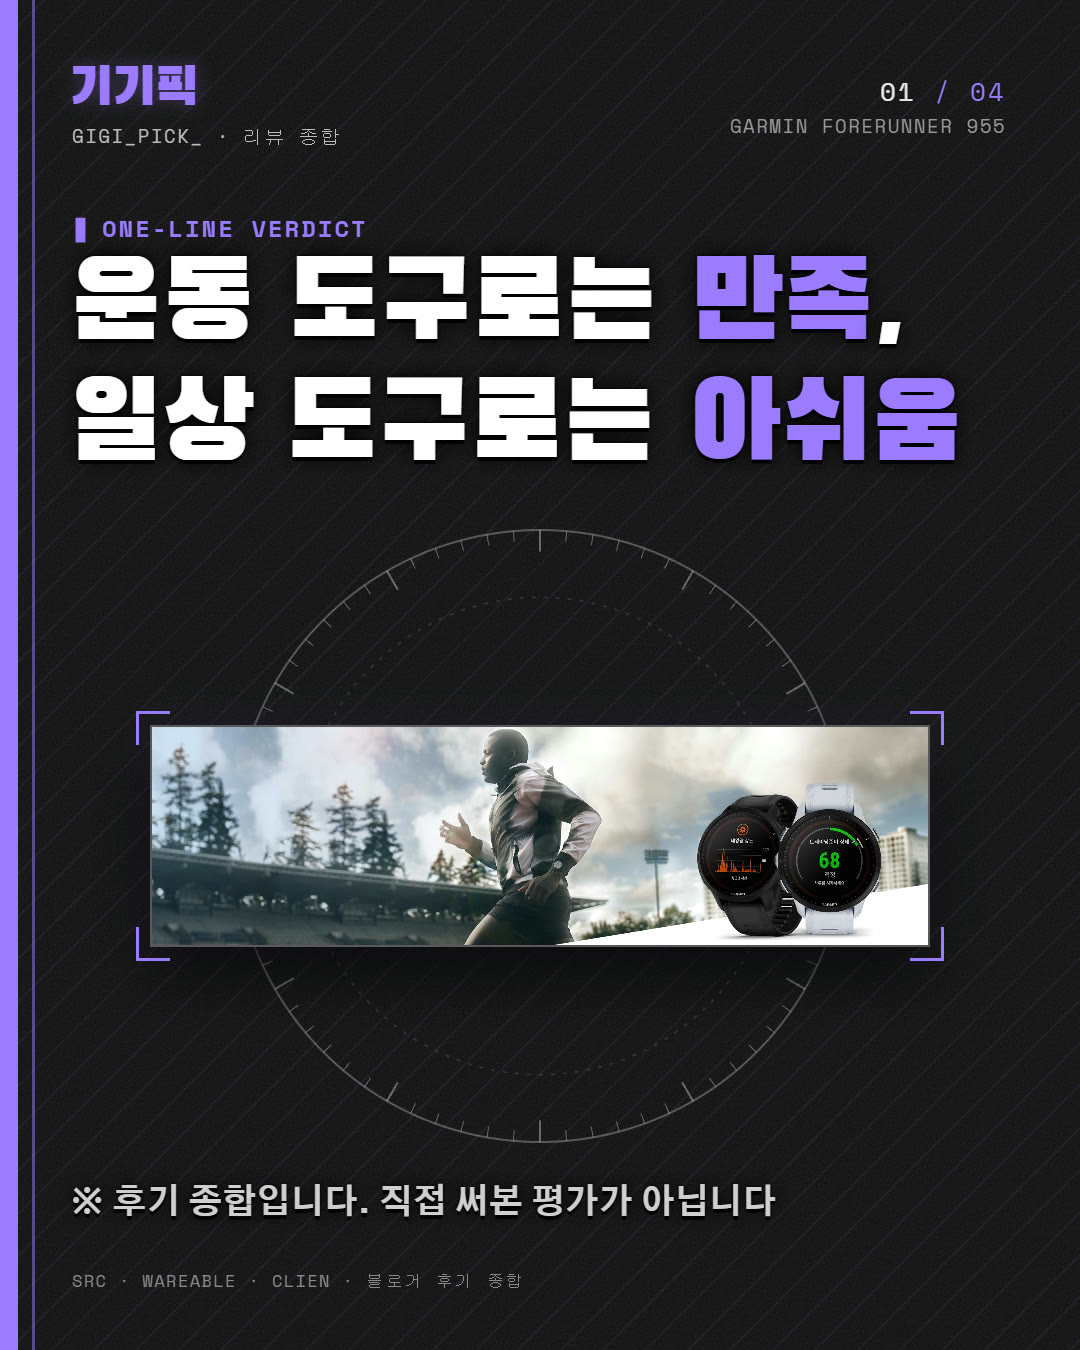 기기픽
GIGI_PICK_ · 리뷰 종합
01 / 04
GARMIN FORERUNNER 955
ONE-LINE VERDICT
운동 도구로는 만족,
일상 도구로는 아쉬움
68
※ 후기 종합입니다. 직접 써본 평가가 아닙니다
SRC · WAREABLE · CLIEN · 블로거 후기 종합